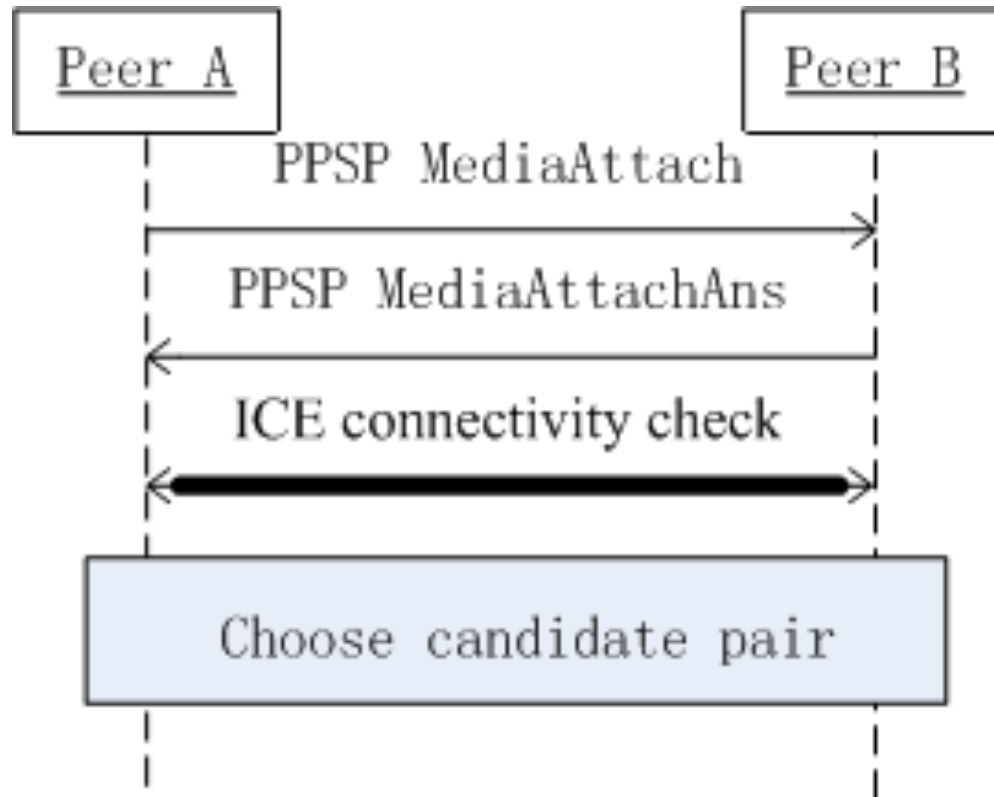 Peer A
Peer B
PPSP MediaAttach
PPSP MediaAttachAns
ICE connectivity check
Choose candidate pair